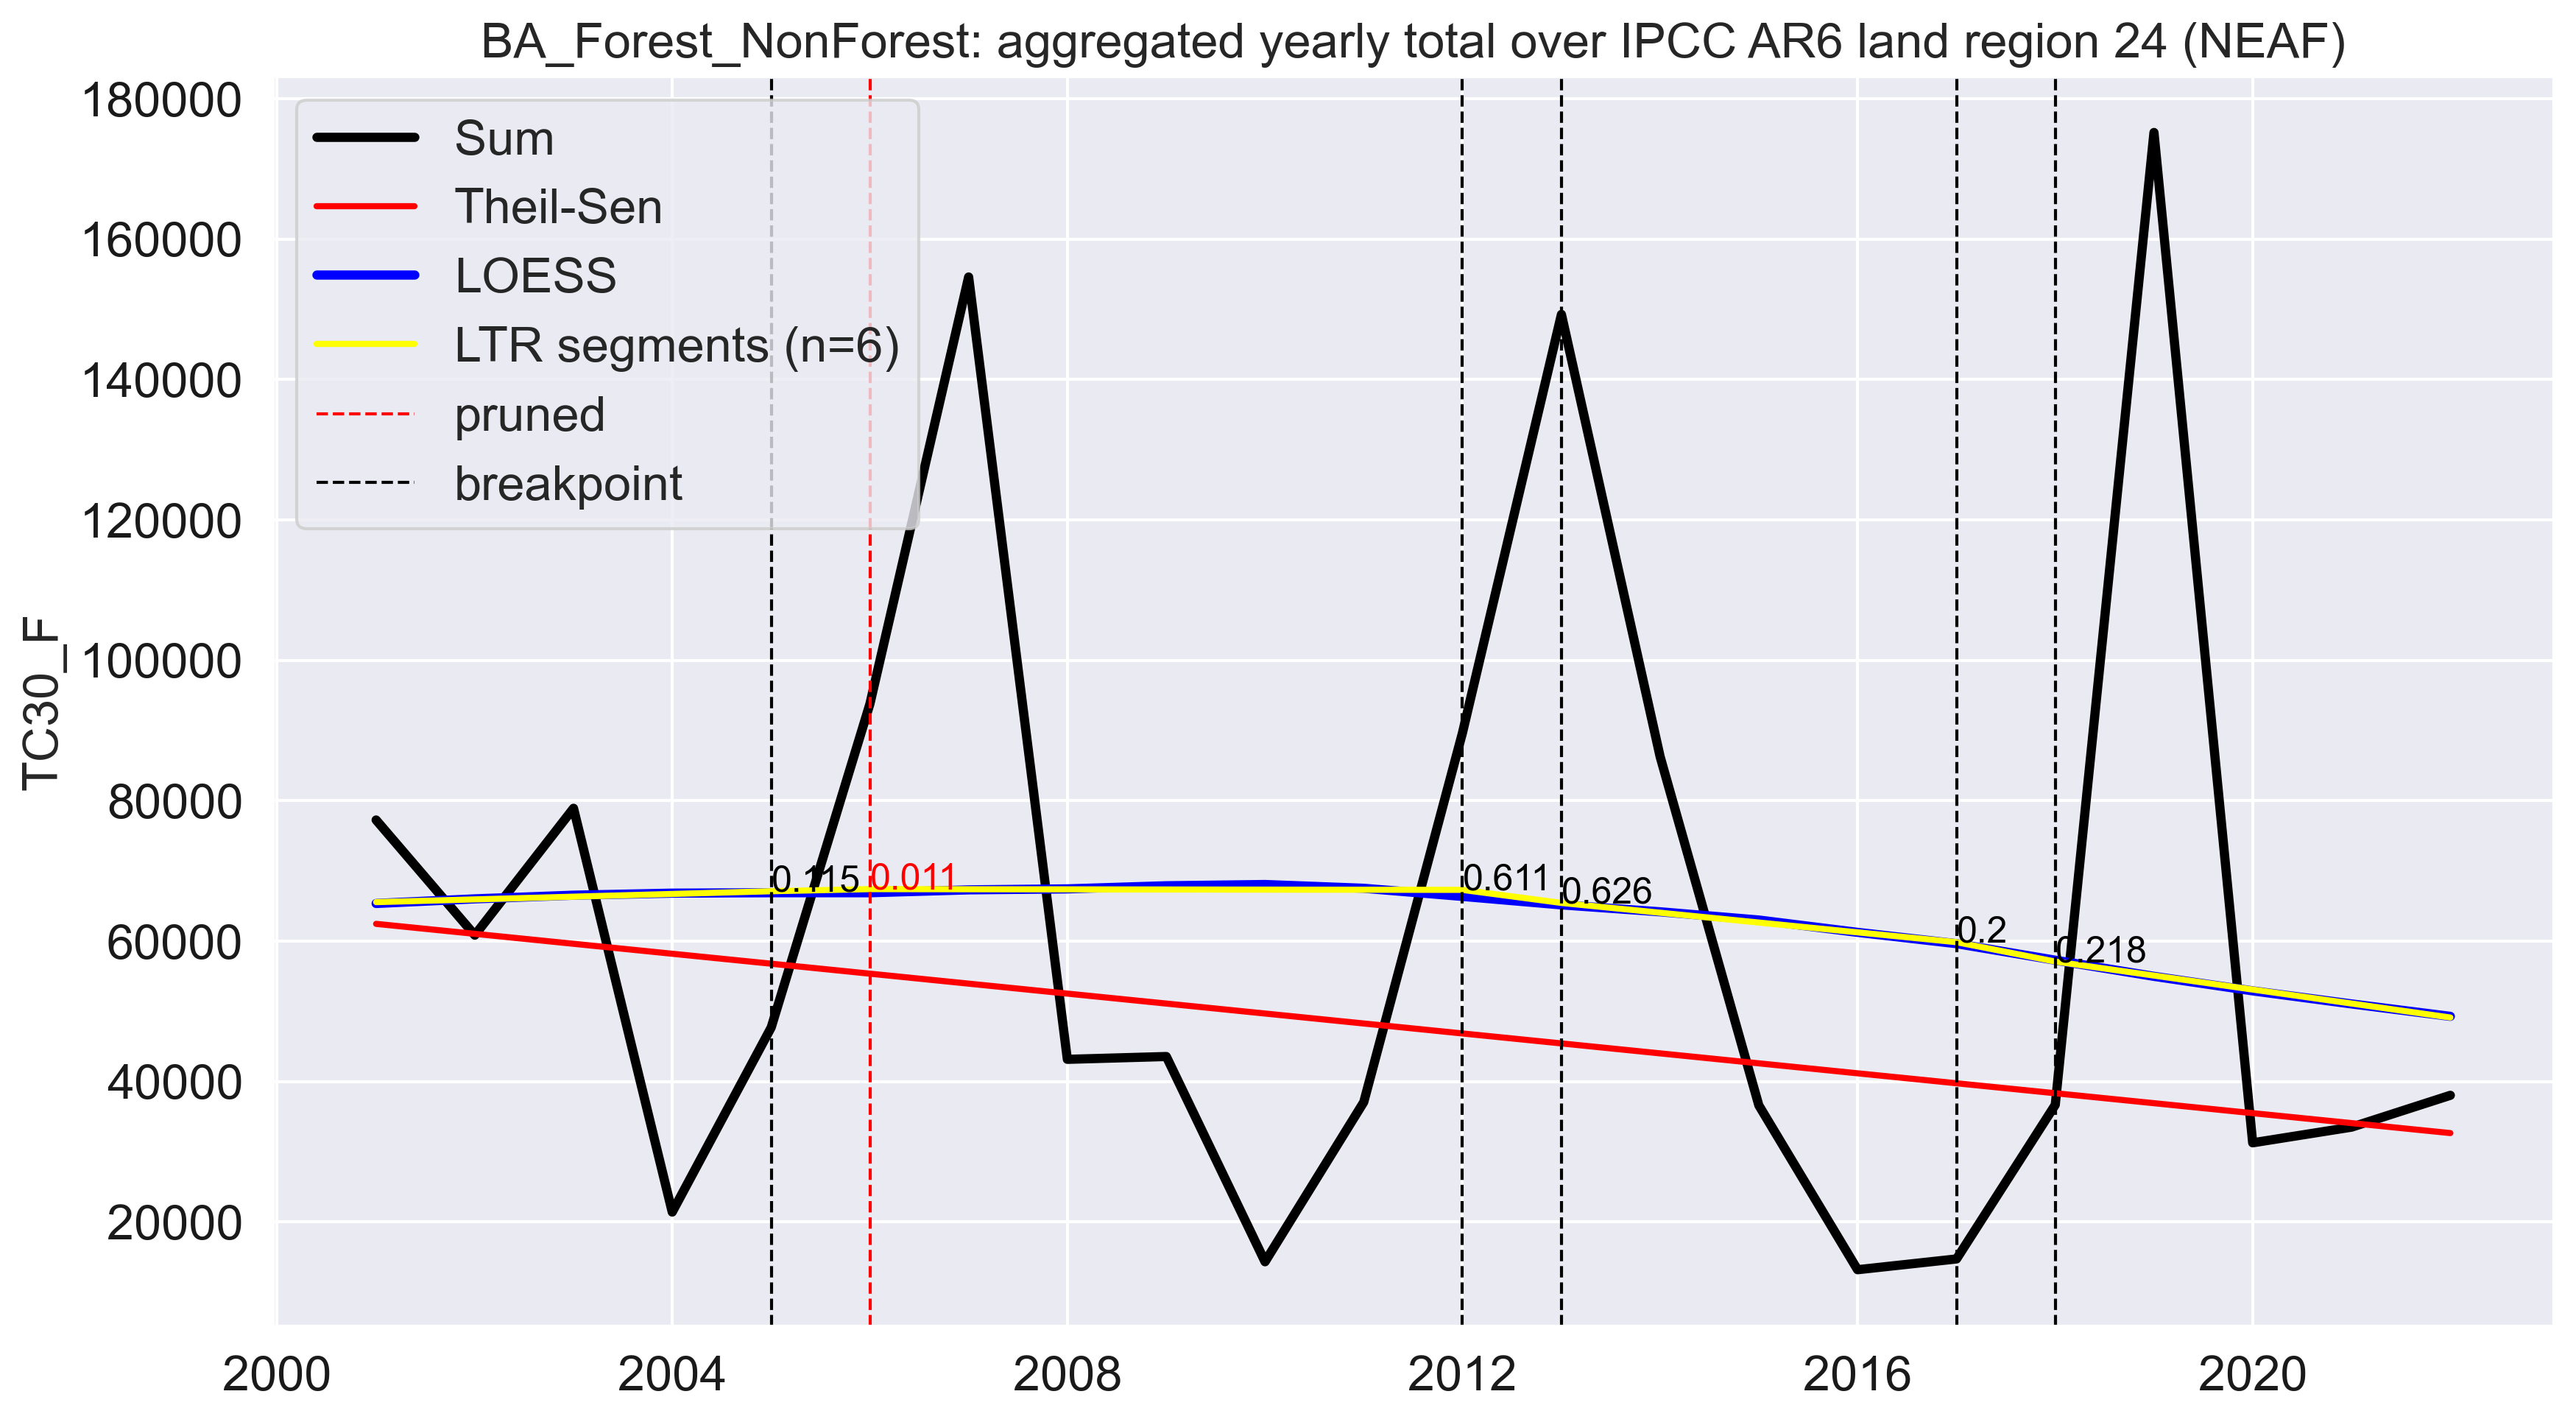 BA_Forest_NonForest: aggregated yearly total over IPCC AR6 land region 24 (NEAF)
180000
160000
140000
120000
100000
80000
60000
40000
20000
TC30_F
Sum
Theil-Sen
LOESS
LTR segments (n=6)
pruned
breakpoint
0.115
0.011
0.611
0.626
0.2
0.218
2000
2004
2008
2012
2016
2020